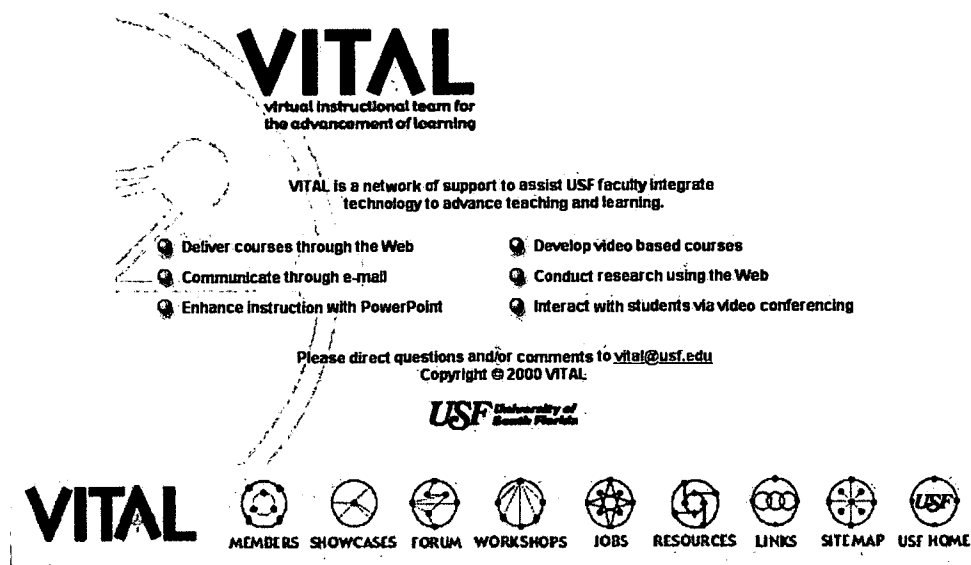 VITAL
virtual instructional team for
the advancement of learning
VITAL is a network of support to assist USF faculty integrate
technology to advance teaching and learning.
Deliver courses through the Web
Develop video based courses
Communicate through e-mail
Conduct research using the Web
Enhance instruction with PowerPoint
Interact with students via video conferencing
Please direct questions and/or comments to vital@usf.edu
Copyright © 2000 VITAL
USF University of
South Florida
VITAL
MEMBERS SHOWCASES FORUM WORKSHOPS JOBS RESOURCES LINKS SITEMAP USF HOME
USF